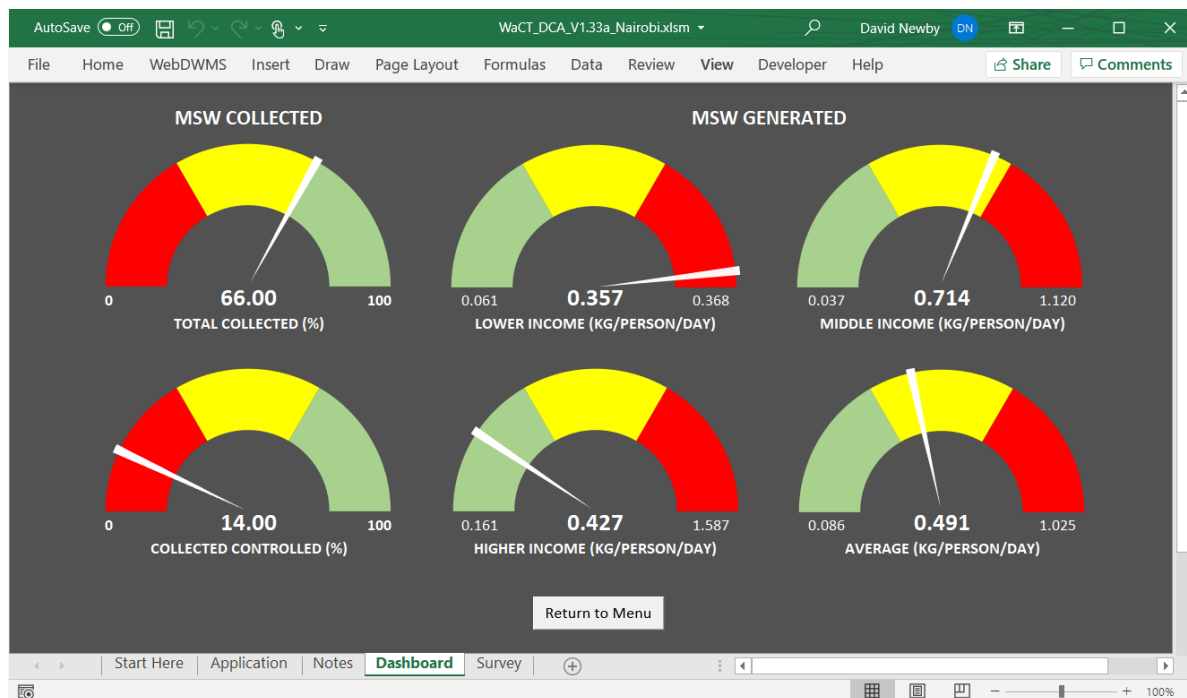 AutoSave Off WaCT_DCA_V1.33a_Nairobi.xlsm David Newby DN
File Home WebDWMS Insert Draw Page Layout Formulas Data Review View Developer Help Share Comments
MSW COLLECTED MSW GENERATED
0 66.00 100 0.061 0.357 0.368 0.037 0.714 1.120
TOTAL COLLECTED (%) LOWER INCOME (KG/PERSON/DAY) MIDDLE INCOME (KG/PERSON/DAY)
0 14.00 100 0.161 0.427 1.587 0.086 0.491 1.025
COLLECTED CONTROLLED (%) HIGHER INCOME (KG/PERSON/DAY) AVERAGE (KG/PERSON/DAY)
Return to Menu
Start Here Application Notes Dashboard Survey
100%